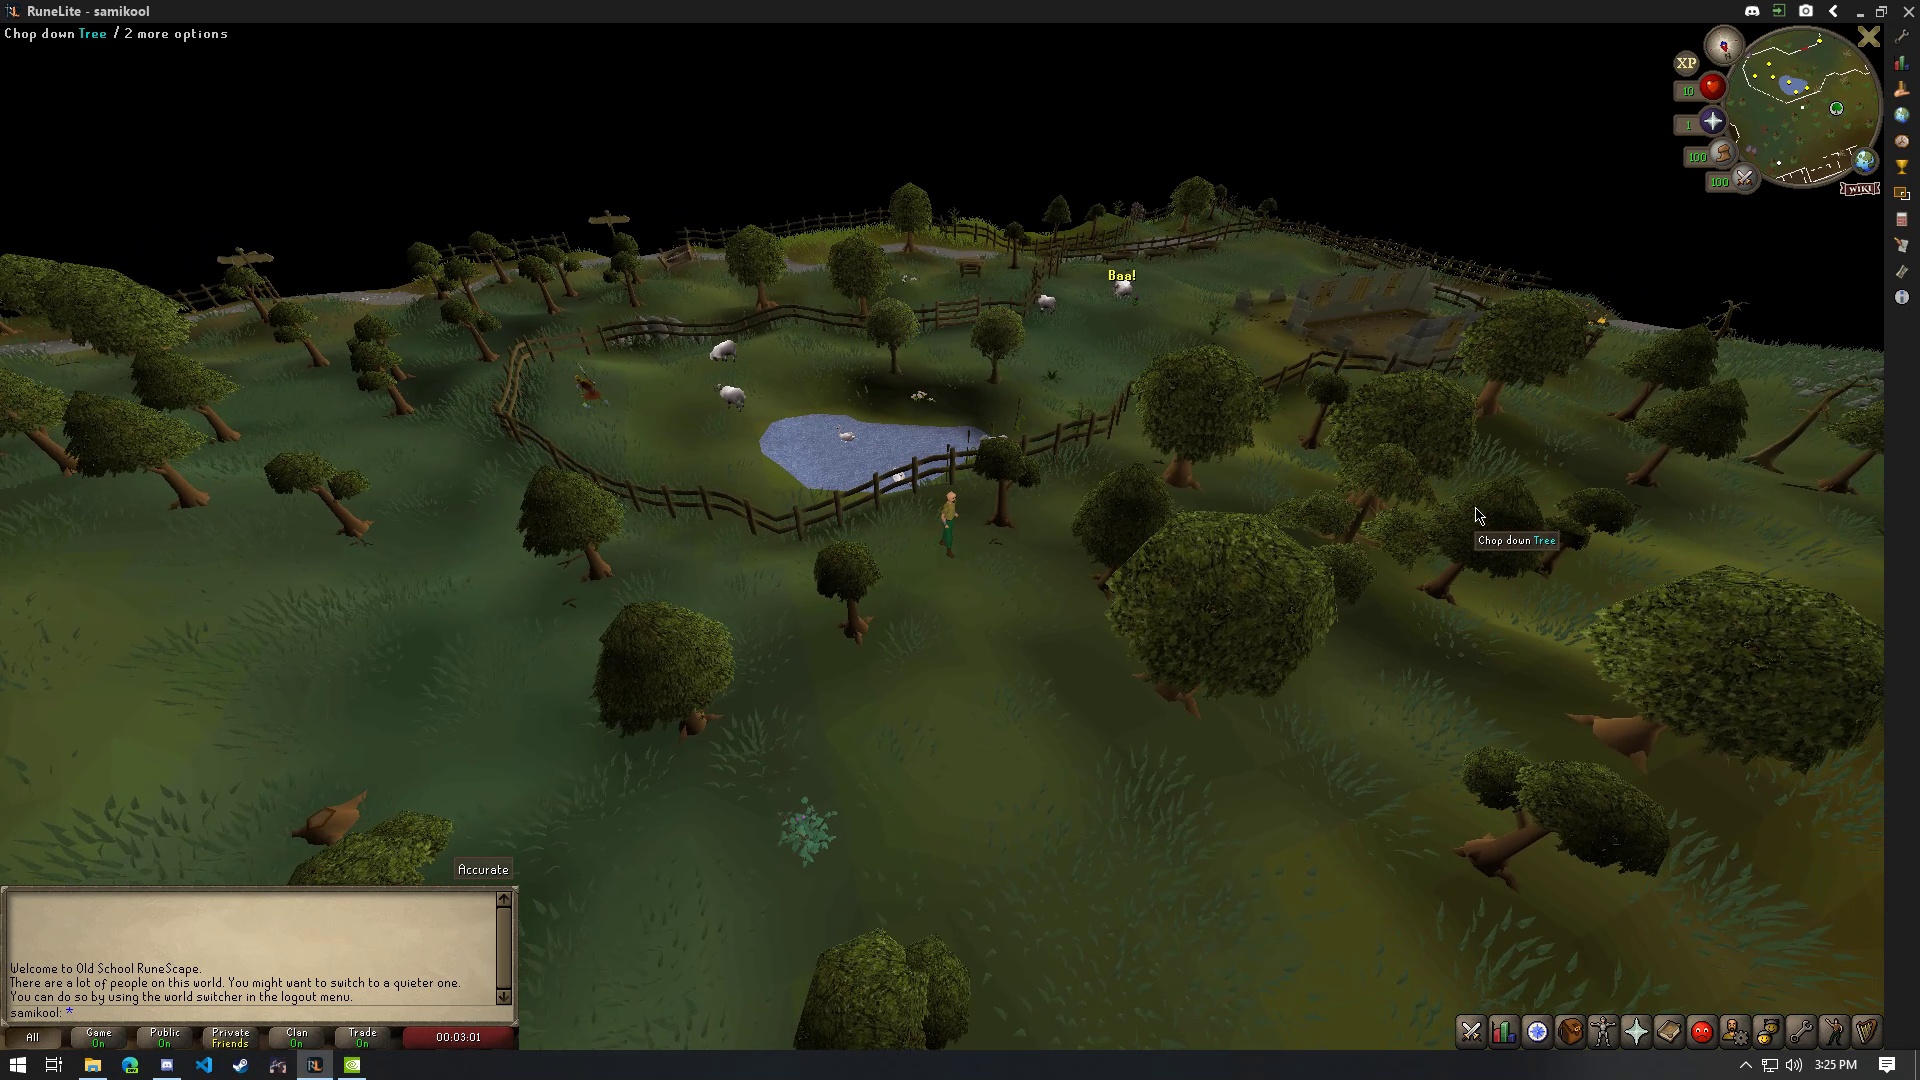 RuneLite - samikool
Chop down Tree / 2 more options
XP
10
1
100
100
WIKI
Baa!
Chop down Tree
Accurate
Welcome to Old School RuneScape.
There are a lot of people on this world. You might want to switch to a quieter one.
You can do so by using the world switcher in the logout menu.
samikool: *
All
Game
On
Public
On
Private
Friends
Clan
On
Trade
On
00:03:01
3:25 PM